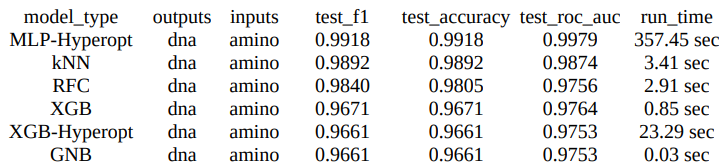 model_type outputs inputs test_f1 test_accuracy test_roc_auc run_time
MLP-Hyperopt dna amino 0.9918 0.9918 0.9979 357.45 sec
kNN dna amino 0.9892 0.9892 0.9874 3.41 sec
RFC dna amino 0.9840 0.9805 0.9756 2.91 sec
XGB dna amino 0.9671 0.9671 0.9764 0.85 sec
XGB-Hyperopt dna amino 0.9661 0.9661 0.9753 23.29 sec
GNB dna amino 0.9661 0.9661 0.9753 0.03 sec